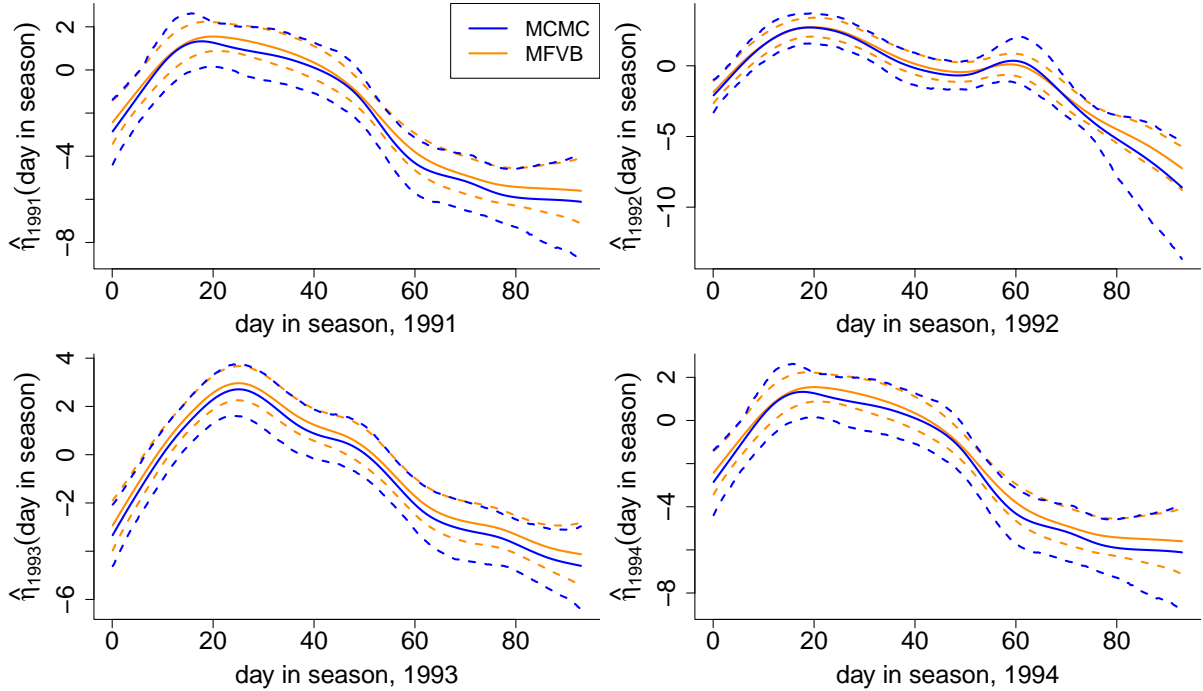 MCMC
MFVB
η̂1991(day in season)
2
0
−4
−8
0 20 40 60 80
day in season, 1991
η̂1992(day in season)
0
−5
−10
0 20 40 60 80
day in season, 1992
η̂1993(day in season)
4
2
0
−2
−6
0 20 40 60 80
day in season, 1993
η̂1994(day in season)
2
0
−4
−8
0 20 40 60 80
day in season, 1994